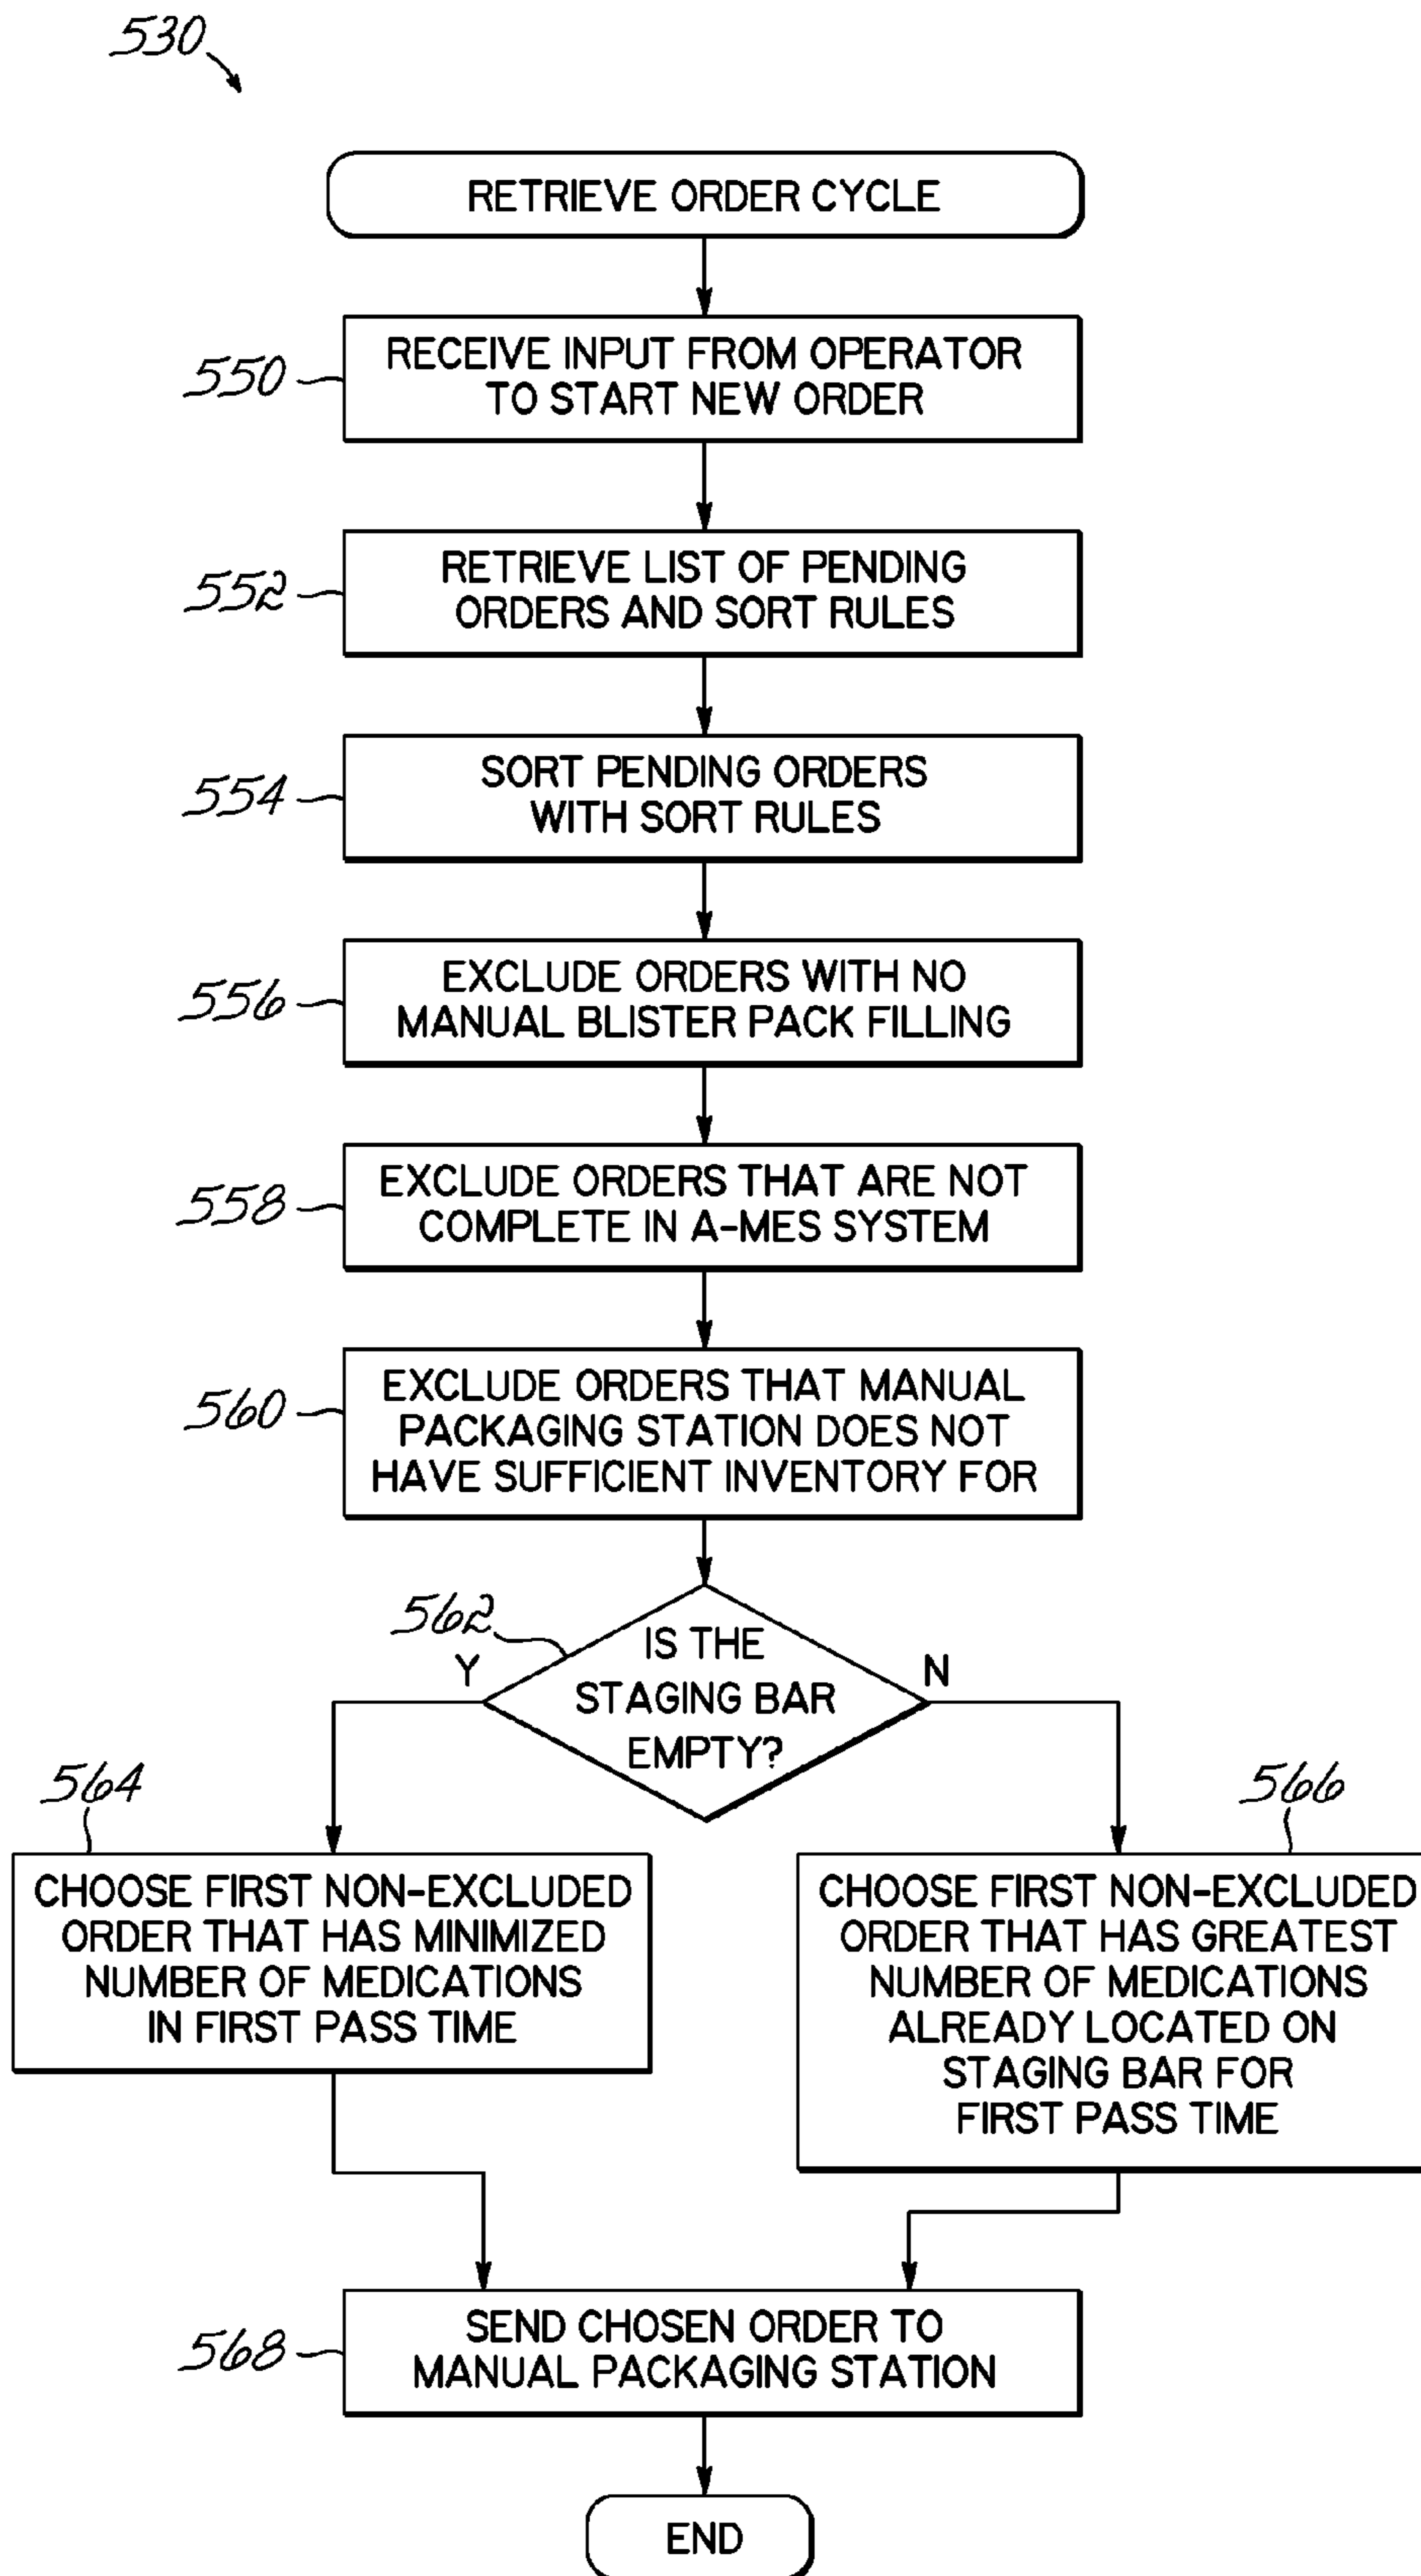 530
RETRIEVE ORDER CYCLE
550
RECEIVE INPUT FROM OPERATOR
TO START NEW ORDER
552
RETRIEVE LIST OF PENDING
ORDERS AND SORT RULES
554
SORT PENDING ORDERS
WITH SORT RULES
556
EXCLUDE ORDERS WITH NO
MANUAL BLISTER PACK FILLING
558
EXCLUDE ORDERS THAT ARE NOT
COMPLETE IN A-MES SYSTEM
560
EXCLUDE ORDERS THAT MANUAL
PACKAGING STATION DOES NOT
HAVE SUFFICIENT INVENTORY FOR
562
IS THE
STAGING BAR
EMPTY?
Y
N
564
CHOOSE FIRST NON-EXCLUDED
ORDER THAT HAS MINIMIZED
NUMBER OF MEDICATIONS
IN FIRST PASS TIME
566
CHOOSE FIRST NON-EXCLUDED
ORDER THAT HAS GREATEST
NUMBER OF MEDICATIONS
ALREADY LOCATED ON
STAGING BAR FOR
FIRST PASS TIME
568
SEND CHOSEN ORDER TO
MANUAL PACKAGING STATION
END